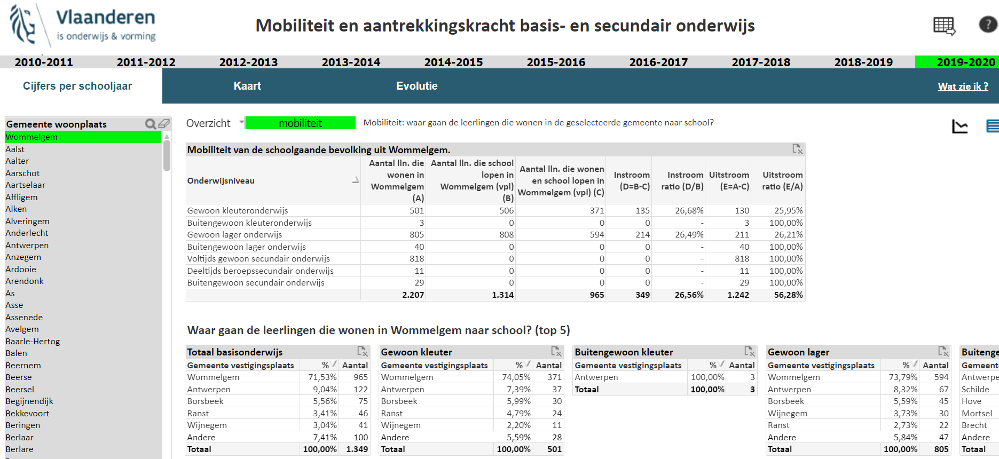 Vlaanderen
is onderwijs & vorming
Mobiliteit en aantrekkingskracht basis- en secundair onderwijs
?
2010-2011 2011-2012 2012-2013 2013-2014 2014-2015 2015-2016 2016-2017 2017-2018 2018-2019 2019-2020
Cijfers per schooljaar Kaart Evolutie Wat zie ik ?
Gemeente woonplaats
Wommelgem
Aalst
Aalter
Aarschot
Aartselaar
Affligem
Alken
Alveringem
Anderlecht
Antwerpen
Anzegem
Ardooie
Arendonk
As
Asse
Assenede
Avelgem
Baarle-Hertog
Balen
Beernem
Beerse
Beersel
Begijnendijk
Bekkevoort
Beringen
Berlaar
Berlare
Overzicht mobiliteit Mobiliteit: waar gaan de leerlingen die wonen in de geselecteerde gemeente naar school?
Mobiliteit van de schoolgaande bevolking uit Wommelgem.
Onderwijsniveau
Aantal lln. die
wonen in
Wommelgem
(A)
Aantal lln. die school
lopen in
Wommelgem (vpl)
(B)
Aantal lln. die wonen
en school lopen in
Wommelgem (vpl) (C)
Instroom
(D=B-C)
Instroom
ratio (D/B)
Uitstroom
(E=A-C)
Uitstroom
ratio (E/A)
Gewoon kleuteronderwijs 501 506 371 135 26,68% 130 25,95%
Buitengewoon kleuteronderwijs 3 0 0 0 - 3 100,00%
Gewoon lager onderwijs 805 808 594 214 26,49% 211 26,21%
Buitengewoon lager onderwijs 40 0 0 0 - 40 100,00%
Voltijds gewoon secundair onderwijs 818 0 0 0 - 818 100,00%
Deeltijds beroepssecundair onderwijs 11 0 0 0 - 11 100,00%
Buitengewoon secundair onderwijs 29 0 0 0 - 29 100,00%
2.207 1.314 965 349 26,56% 1.242 56,28%
Waar gaan de leerlingen die wonen in Wommelgem naar school? (top 5)
Totaal basisonderwijs
Gemeente vestigingsplaats % Aantal
Wommelgem 71,53% 965
Antwerpen 9,04% 122
Borsbeek 5,56% 75
Ranst 3,41% 46
Wijnegem 3,04% 41
Andere 7,41% 100
Totaal 100,00% 1.349
Gewoon kleuter
Gemeente vestigingsplaats % Aantal
Wommelgem 74,05% 371
Antwerpen 7,39% 37
Borsbeek 5,99% 30
Ranst 4,79% 24
Wijnegem 2,20% 11
Andere 5,59% 28
Totaal 100,00% 501
Buitengewoon kleuter
Gemeente vestigingsplaats % Aantal
Antwerpen 100,00% 3
Totaal 100,00% 3
Gewoon lager
Gemeente vestigingsplaats % Aantal
Wommelgem 73,79% 594
Antwerpen 8,32% 67
Borsbeek 5,59% 45
Wijnegem 3,73% 30
Ranst 2,73% 22
Andere 5,84% 47
Totaal 100,00% 805
Buitenge
Gemeent
Antwerpe
Schilde
Hove
Mortsel
Brecht
Andere
Totaal